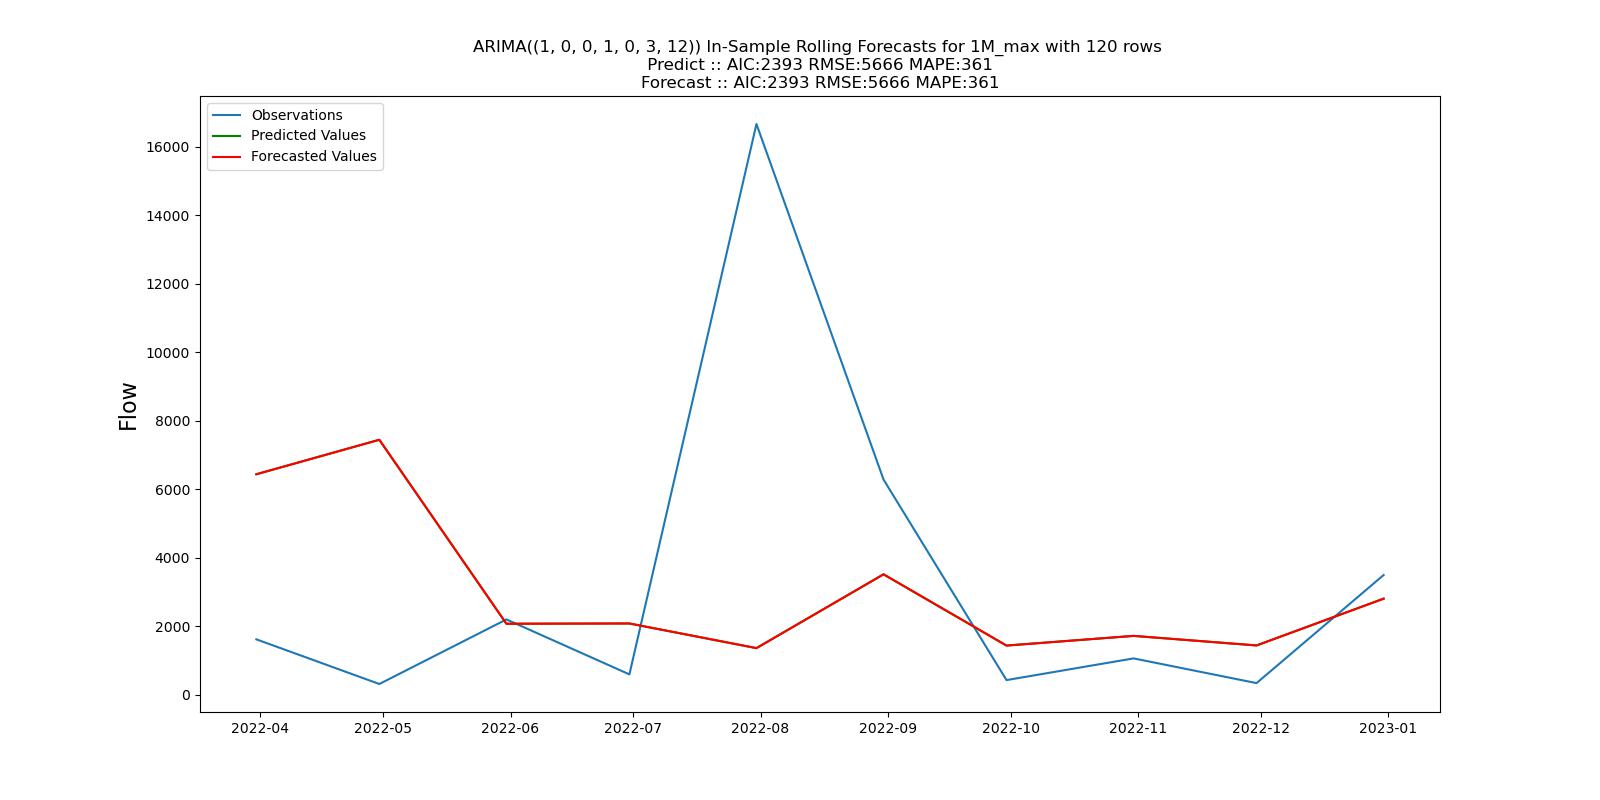 ARIMA((1, 0, 0, 1, 0, 3, 12)) In-Sample Rolling Forecasts for 1M_max with 120 rows
Predict :: AIC:2393 RMSE:5666 MAPE:361
Forecast :: AIC:2393 RMSE:5666 MAPE:361
Observations
Predicted Values
Forecasted Values
16000
14000
12000
10000
8000
6000
4000
2000
0
Flow
2022-04 2022-05 2022-06 2022-07 2022-08 2022-09 2022-10 2022-11 2022-12 2023-01